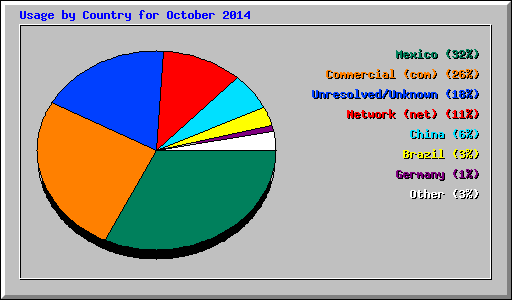 Usage by Country for October 2014
Mexico (32%)
Commercial (com) (26%)
Unresolved/Unknown (18%)
Network (net) (11%)
China (6%)
Brazil (3%)
Germany (1%)
Other (3%)